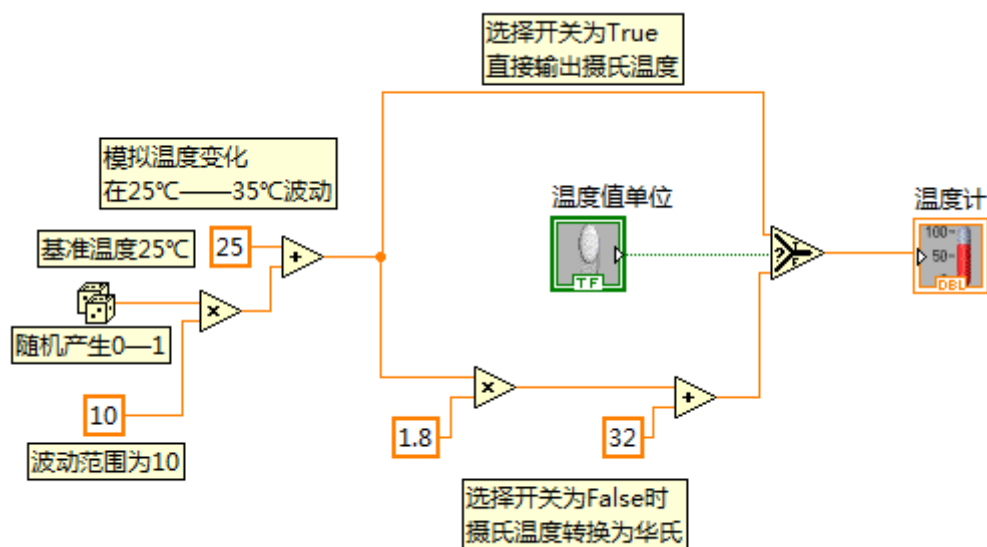 选择开关为True
直接输出摄氏温度
模拟温度变化
在25℃——35℃波动
温度值单位
温度计
基准温度25℃
25
+
?
T
F
100
50
TF
DBL
×
随机产生0—1
10
×
+
1.8
32
波动范围为10
选择开关为False时
摄氏温度转换为华氏